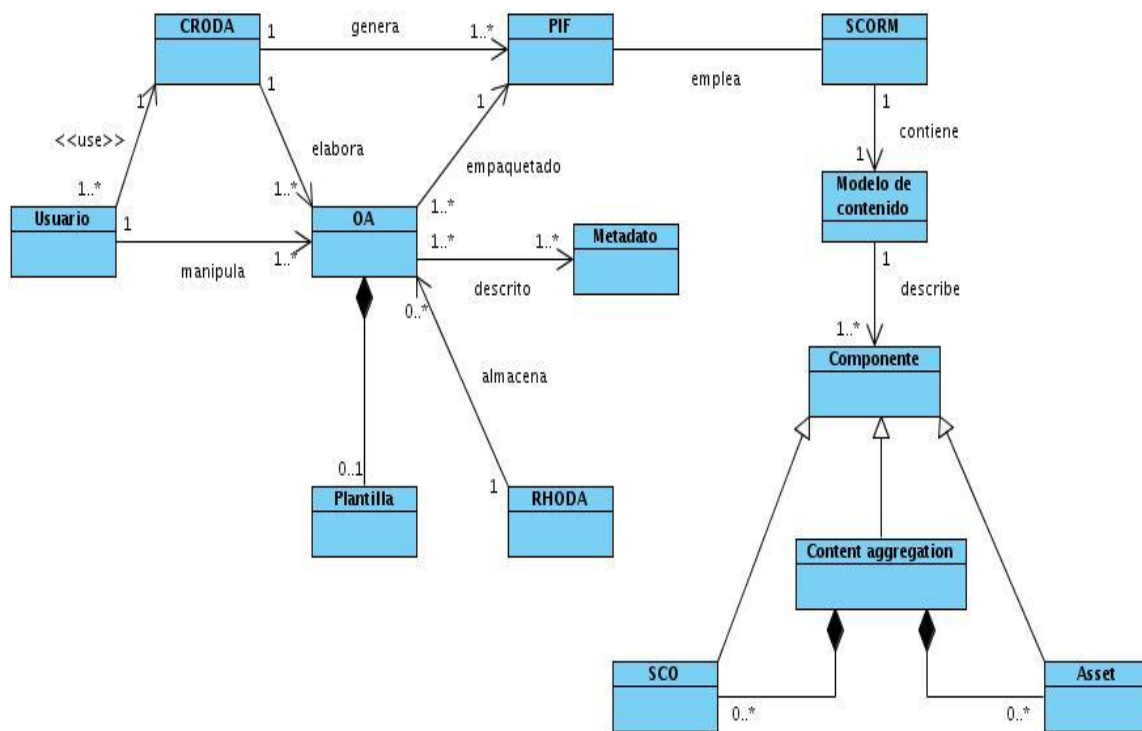 CRODA
1
genera
1..*
PIF
SCORM
emplea
1
1
1
1
contiene
<<use>>
elabora
empaquetado
1
Modelo de
contenido
1..*
1..*
1..*
Usuario
1
OA
1..*
1..*
Metadato
1
manipula
1..*
descrito
describe
0..*
1..*
Componente
almacena
0..1
1
Plantilla
RHODA
Content aggregation
SCO
Asset
0..*
0..*